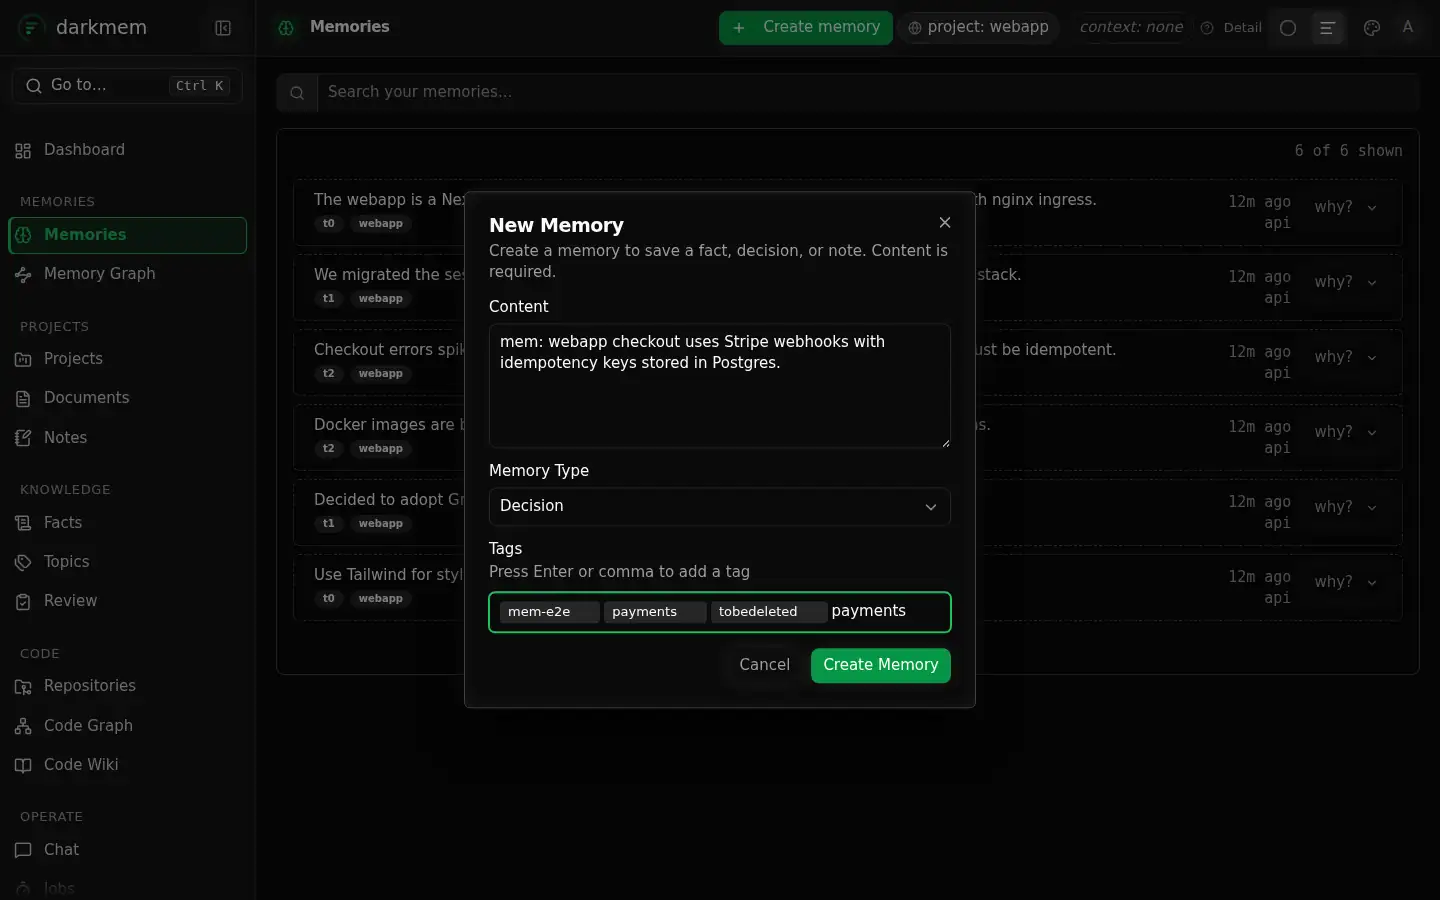 darkmem
Go to...
Ctrl K
Dashboard
MEMORIES
Memories
Memory Graph
PROJECTS
Projects
Documents
Notes
KNOWLEDGE
Facts
Topics
Review
CODE
Repositories
Code Graph
Code Wiki
OPERATE
Chat
Jobs
Memories
+ Create memory
project: webapp
context: none
Detail
A
Search your memories...
6 of 6 shown
The webapp is a Ne
th nginx ingress.
t0 webapp
12m ago
api
why?
We migrated the se
stack.
t1 webapp
12m ago
api
why?
Checkout errors spik
ust be idempotent.
t2 webapp
12m ago
api
why?
Docker images are b
t2 webapp
12m ago
api
why?
Decided to adopt Gr
t1 webapp
12m ago
api
why?
Use Tailwind for styl
t0 webapp
12m ago
api
why?
New Memory
Create a memory to save a fact, decision, or note. Content is
required.
Content
mem: webapp checkout uses Stripe webhooks with
idempotency keys stored in Postgres.
Memory Type
Decision
Tags
Press Enter or comma to add a tag
mem-e2e payments tobedeleted payments
Cancel
Create Memory